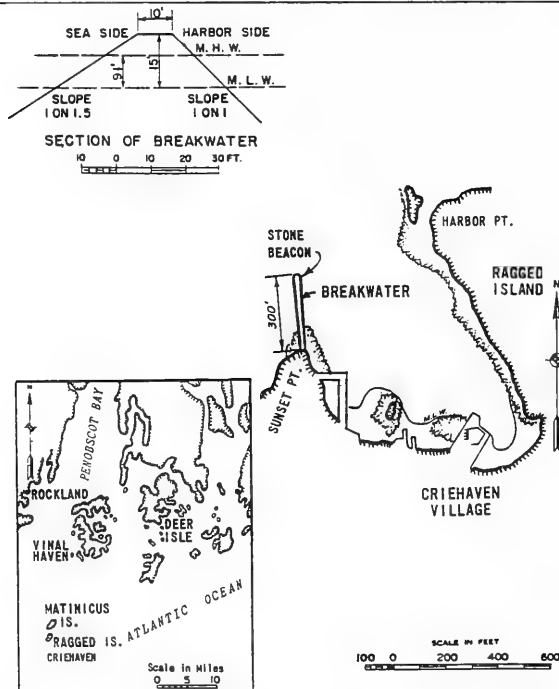 10'
SEA SIDE HARBOR SIDE
M. H. W.
91'
15'
M. L. W.
SLOPE SLOPE
1 ON 1.5 1 ON 1
SECTION OF BREAKWATER
10 0 10 20 30 FT.
HARBOR PT.
STONE
BEACON
RAGGED
ISLAND
BREAKWATER
N
300'
SUNSET PT.
M.L.W.
CRIEHAVEN
VILLAGE
N
PENOBSCOT BAY
ROCKLAND
DEER
ISLE
VINAL
HAVEN
MATINICUS
IS.
RAGGED IS.
CRIEHAVEN
ATLANTIC OCEAN
Scale in Miles
0 5 10
SCALE IN FEET
100 0 200 400 600